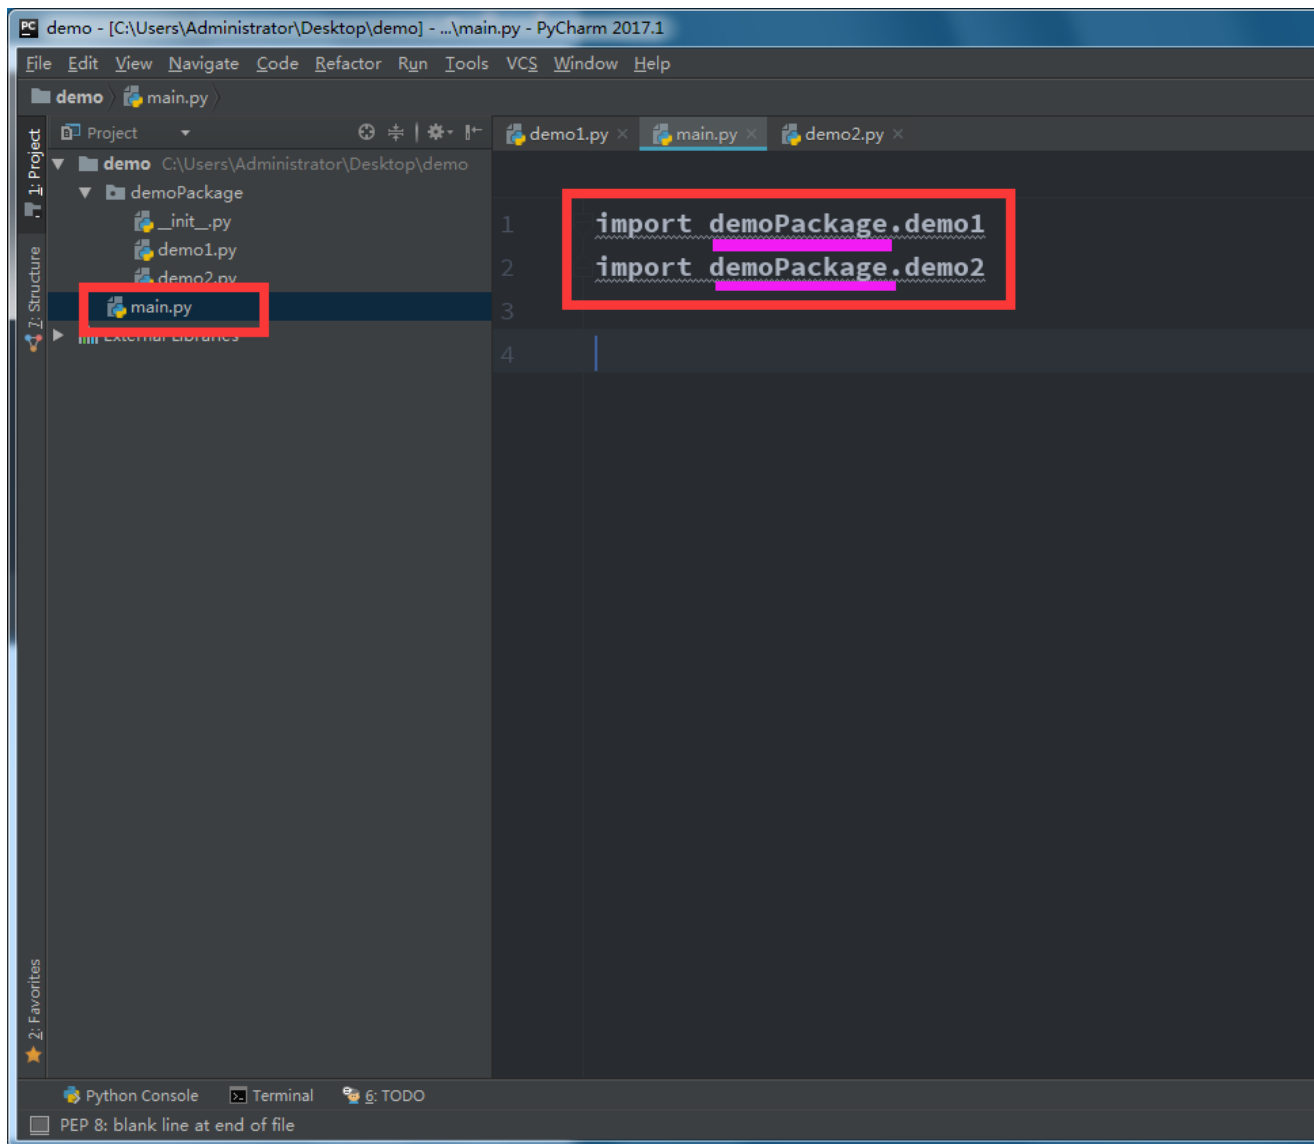 PC demo - [C:\Users\Administrator\Desktop\demo] - ...\main.py - PyCharm 2017.1
File Edit View Navigate Code Refactor Run Tools VCS Window Help
demo main.py
1: Project
Project
demo1.py
main.py
demo2.py
demo C:\Users\Administrator\Desktop\demo
demoPackage
__init__.py
demo1.py
demo2.py
main.py
External Libraries
7: Structure
1 import demoPackage.demo1
2 import demoPackage.demo2
3
4
2: Favorites
Python Console Terminal 6: TODO
PEP 8: blank line at end of file